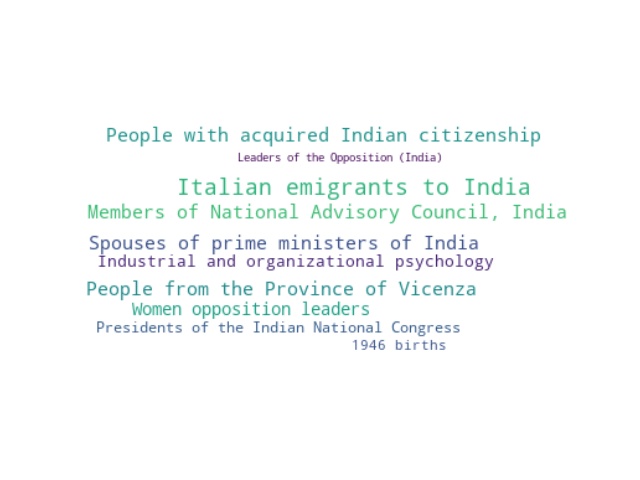 People with acquired Indian citizenship
Leaders of the Opposition (India)
Italian emigrants to India
Members of National Advisory Council, India
Spouses of prime ministers of India
Industrial and organizational psychology
People from the Province of Vicenza
Women opposition leaders
Presidents of the Indian National Congress
1946 births